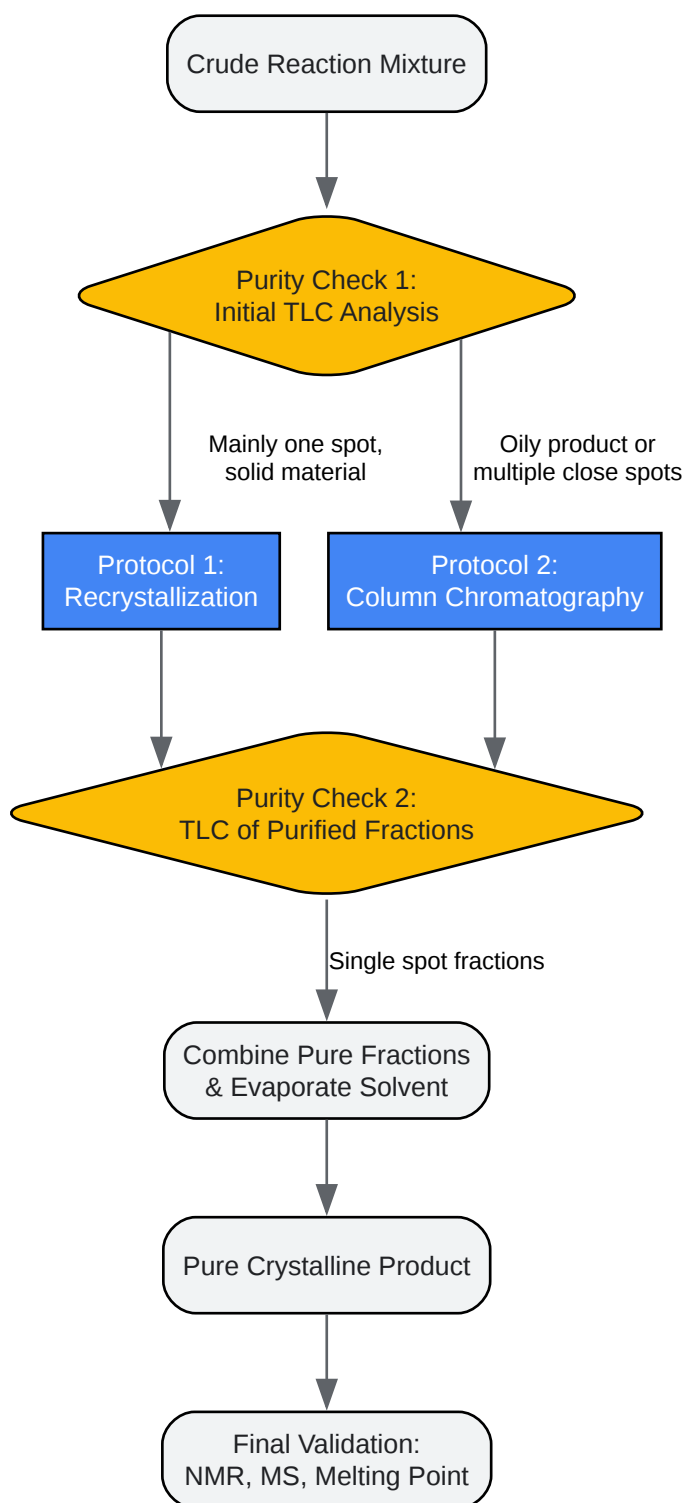 Crude Reaction Mixture
Purity Check 1:
Initial TLC Analysis
Mainly one spot,
solid material
Oily product or
multiple close spots
Protocol 1:
Recrystallization
Protocol 2:
Column Chromatography
Purity Check 2:
TLC of Purified Fractions
Single spot fractions
Combine Pure Fractions
& Evaporate Solvent
Pure Crystalline Product
Final Validation:
NMR, MS, Melting Point